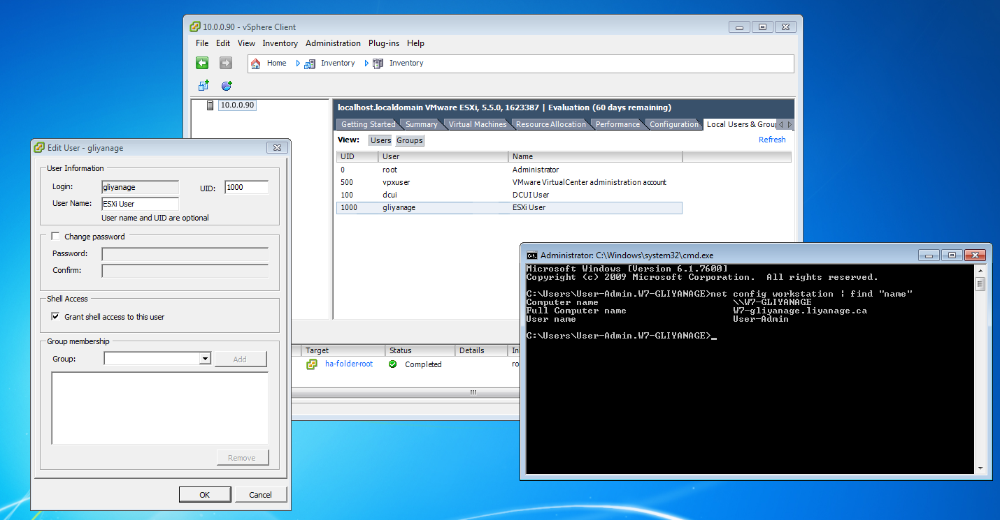 10.0.0.90 - vSphere Client
File Edit View Inventory Administration Plug-ins Help
Home Inventory Inventory
10.0.0.90
localhost.localdomain VMware ESXi, 5.5.0, 1623387 | Evaluation (60 days remaining)
Getting Started Summary Virtual Machines Resource Allocation Performance Configuration Local Users & Group
View: Users Groups Refresh
UID User Name
0 root Administrator
500 vpxuser VMware VirtualCenter administration account
100 dcui DCUI User
1000 gliyanage ESXi User
Target Status Details In
ha-folder-root Completed ro
Edit User - gliyanage
User Information
Login: gliyanage UID: 1000
User Name: ESXi User
User name and UID are optional
Change password
Password:
Confirm:
Shell Access
Grant shell access to this user
Group membership
Group: Add
Remove
OK Cancel
Administrator: C:\Windows\system32\cmd.exe
Microsoft Windows [Version 6.1.7600]
Copyright (c) 2009 Microsoft Corporation.  All rights reserved.
C:\Users\User-Admin.W7-GLIYANAGE>net config workstation | find "name"
Computer name \\W7-GLIYANAGE
Full Computer name W7-gliyanage.liyanage.ca
User name User-Admin
C:\Users\User-Admin.W7-GLIYANAGE>_